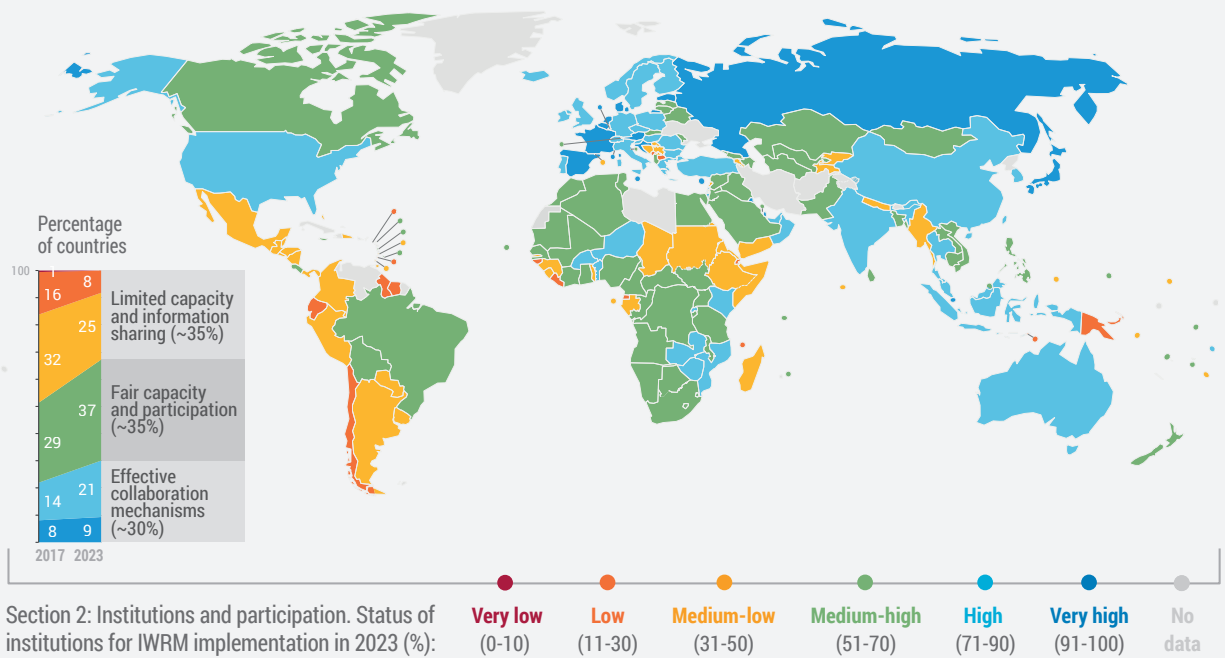 Percentage
of countries
100
1
8
16
25
32
37
29
21
14
8
9
Limited capacity
and information
sharing (~35%)
Fair capacity
and participation
(~35%)
Effective
collaboration
mechanisms
(~30%)
2017 2023
Section 2: Institutions and participation. Status of
institutions for IWRM implementation in 2023 (%):
Very low
(0-10)
Low
(11-30)
Medium-low
(31-50)
Medium-high
(51-70)
High
(71-90)
Very high
(91-100)
No
data